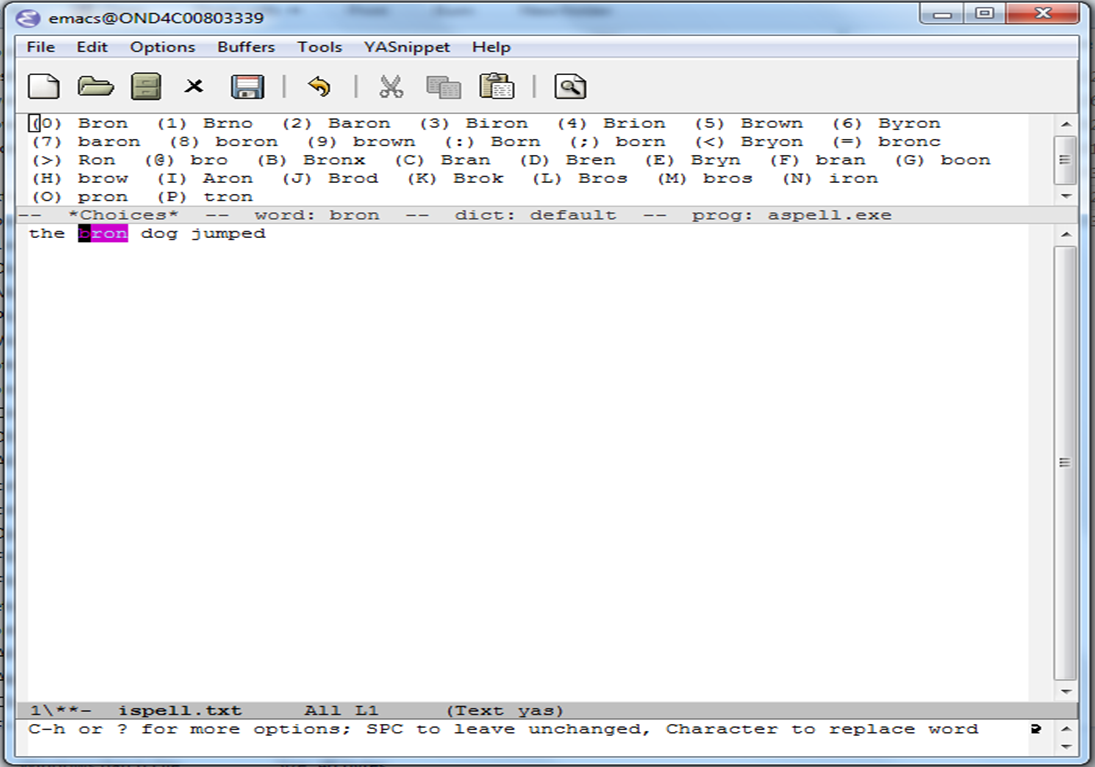 emacs@OND4C00803339
File Edit Options Buffers Tools YASnippet Help
(0) Bron (1) Brno (2) Baron (3) Biron (4) Brion (5) Brown (6) Byron
(7) baron (8) boron (9) brown (:) Born (;) born (<) Bryon (=) bronc
(>) Ron (@) bro (B) Bronx (C) Bran (D) Bren (E) Bryn (F) bran (G) boon
(H) brow (I) Aron (J) Brod (K) Brok (L) Bros (M) bros (N) iron
(O) pron (P) tron
-- *Choices* -- word: bron -- dict: default -- prog: aspell.exe
the bron dog jumped
1\**- ispell.txt All L1 (Text yas)
C-h or ? for more options; SPC to leave unchanged, Character to replace word